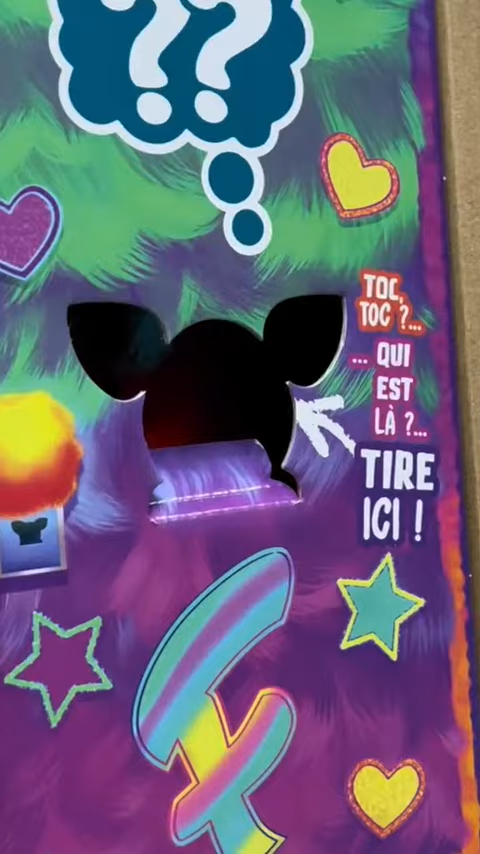 ??
TOC,
TOC ?...
... QUI
EST
LÀ ?...
TIRE
ICI !
F